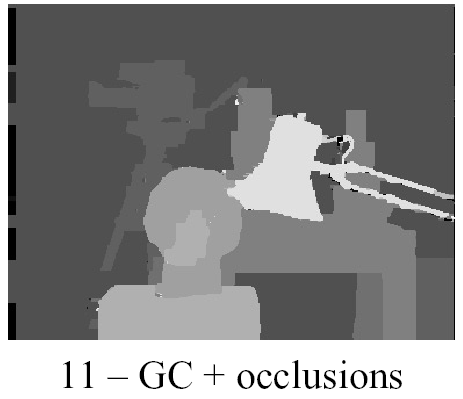 11 – GC + occlusions